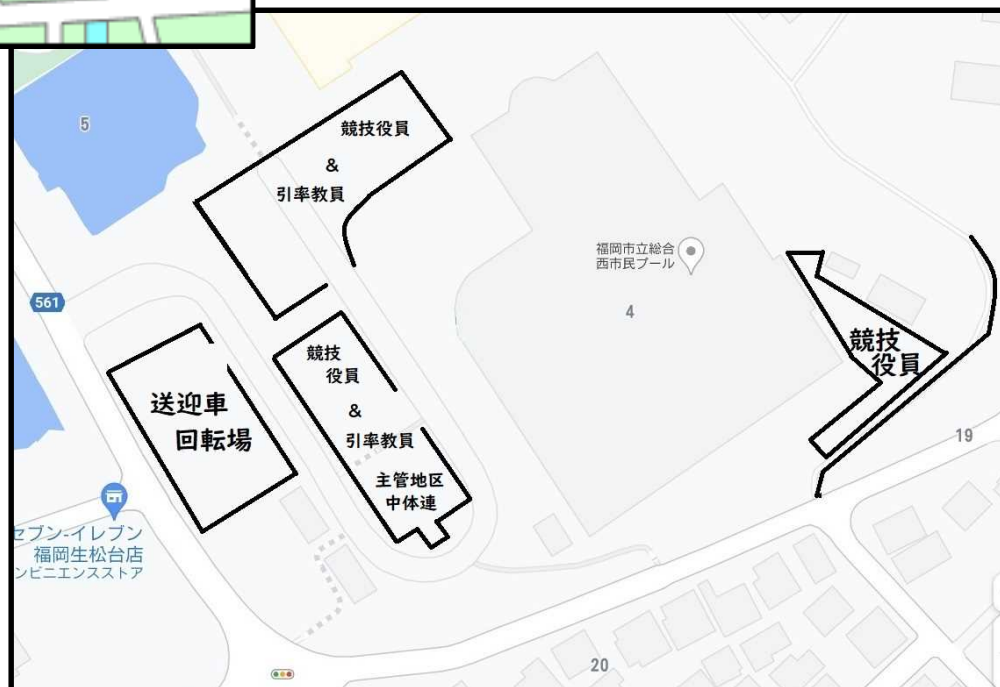 5
競技役員
&
引率教員
福岡市立総合
西市民プール
4
561
競技
役員
&
引率教員
主管地区
中体連
送迎車
回転場
競技
役員
19
セブン-イレブン
福岡生松台店
ンビニエンスストア
20